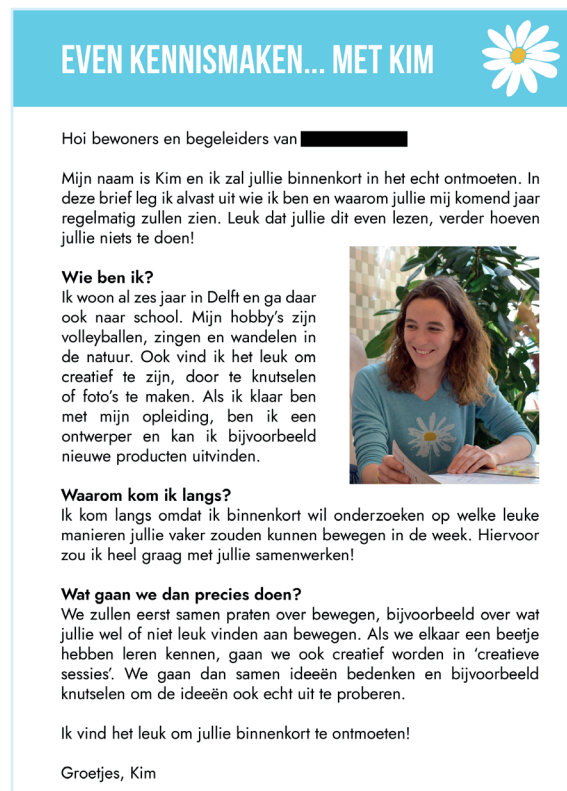 EVEN KENNISMAKEN... MET KIM
Hoi bewoners en begeleiders van
Mijn naam is Kim en ik zal jullie binnenkort in het echt ontmoeten. In
deze brief leg ik alvast uit wie ik ben en waarom jullie mij komend jaar
regelmatig zullen zien. Leuk dat jullie dit even lezen, verder hoeven
jullie niets te doen!
Wie ben ik?
Ik woon al zes jaar in Delft en ga daar
ook naar school. Mijn hobby's zijn
volleyballen, zingen en wandelen in
de natuur. Ook vind ik het leuk om
creatief te zijn, door te knutselen
of foto's te maken. Als ik klaar ben
met mijn opleiding, ben ik een
ontwerper en kan ik bijvoorbeeld
nieuwe producten uitvinden.
Waarom kom ik langs?
Ik kom langs omdat ik binnenkort wil onderzoeken op welke leuke
manieren jullie vaker zouden kunnen bewegen in de week. Hiervoor
zou ik heel graag met jullie samenwerken!
Wat gaan we dan precies doen?
We zullen eerst samen praten over bewegen, bijvoorbeeld over wat
jullie wel of niet leuk vinden aan bewegen. Als we elkaar een beetje
hebben leren kennen, gaan we ook creatief worden in 'creatieve
sessies'. We gaan dan samen ideeën bedenken en bijvoorbeeld
knutselen om de ideeën ook echt uit te proberen.
Ik vind het leuk om jullie binnenkort te ontmoeten!
Groetjes, Kim